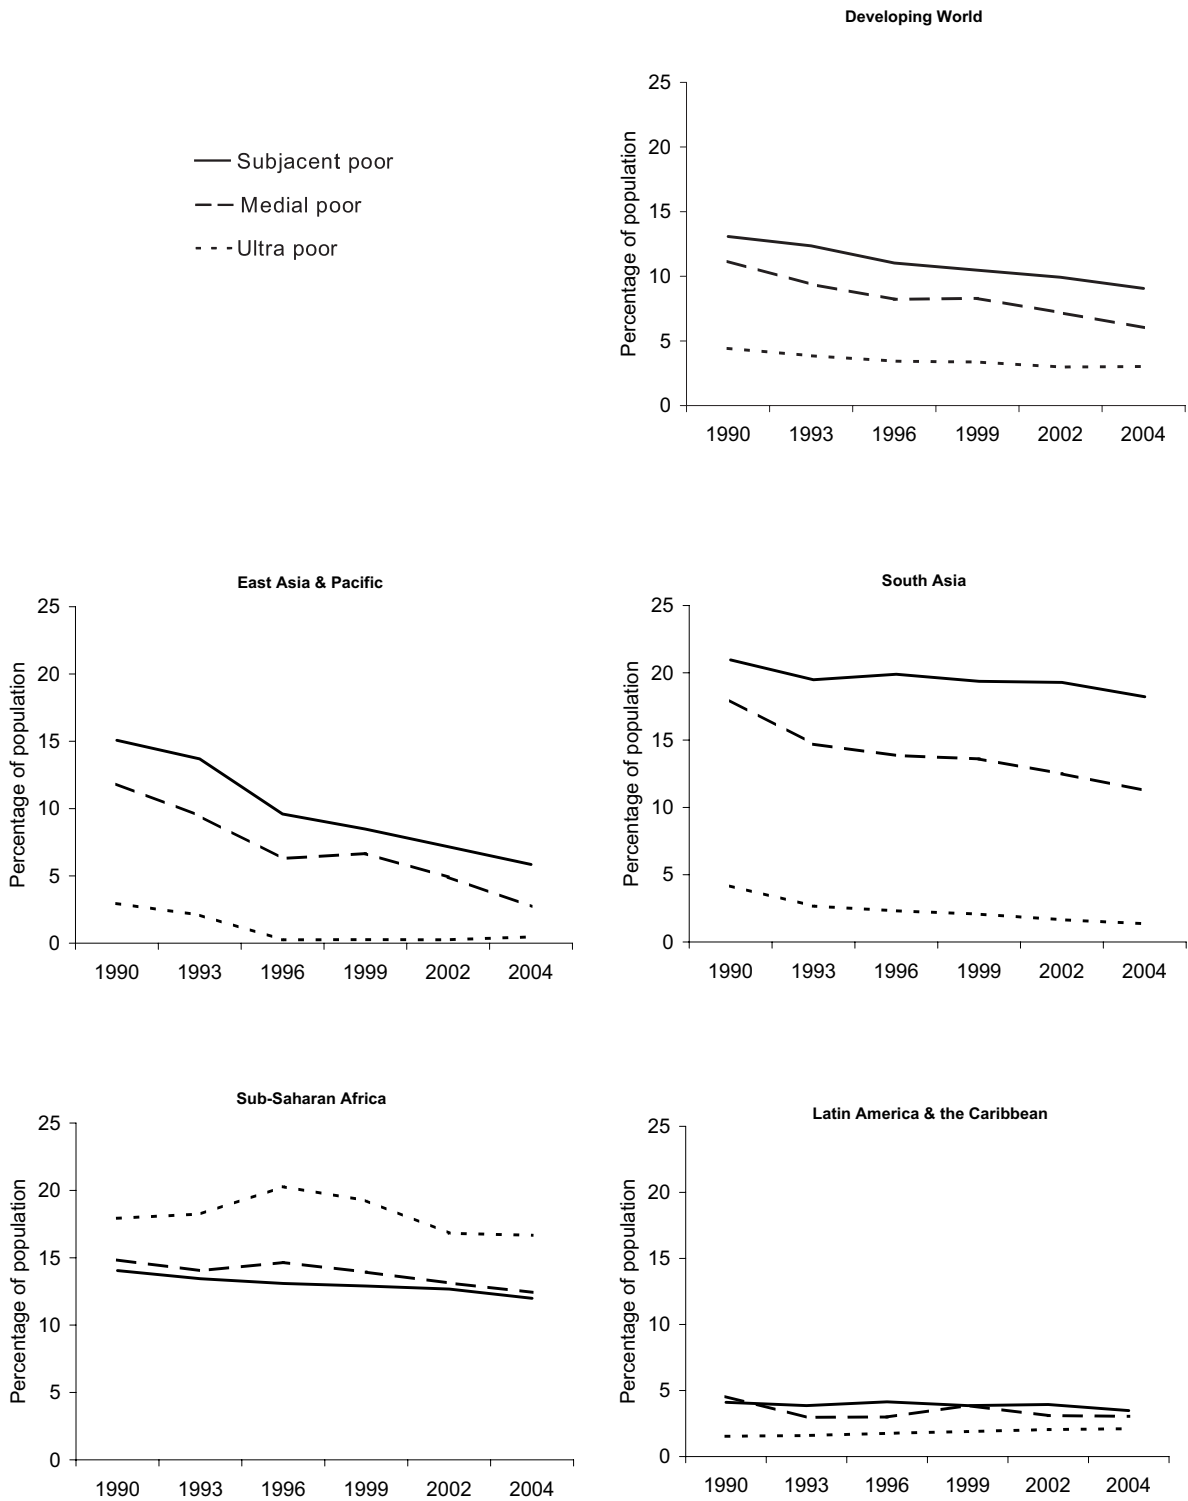 Developing World
Subjacent poor
Medial poor
Ultra poor
Percentage of population
25
20
15
10
5
0
1990 1993 1996 1999 2002 2004
East Asia & Pacific
Percentage of population
25
20
15
10
5
0
1990 1993 1996 1999 2002 2004
South Asia
Percentage of population
25
20
15
10
5
0
1990 1993 1996 1999 2002 2004
Sub-Saharan Africa
Percentage of population
25
20
15
10
5
0
1990 1993 1996 1999 2002 2004
Latin America & the Caribbean
Percentage of population
25
20
15
10
5
0
1990 1993 1996 1999 2002 2004